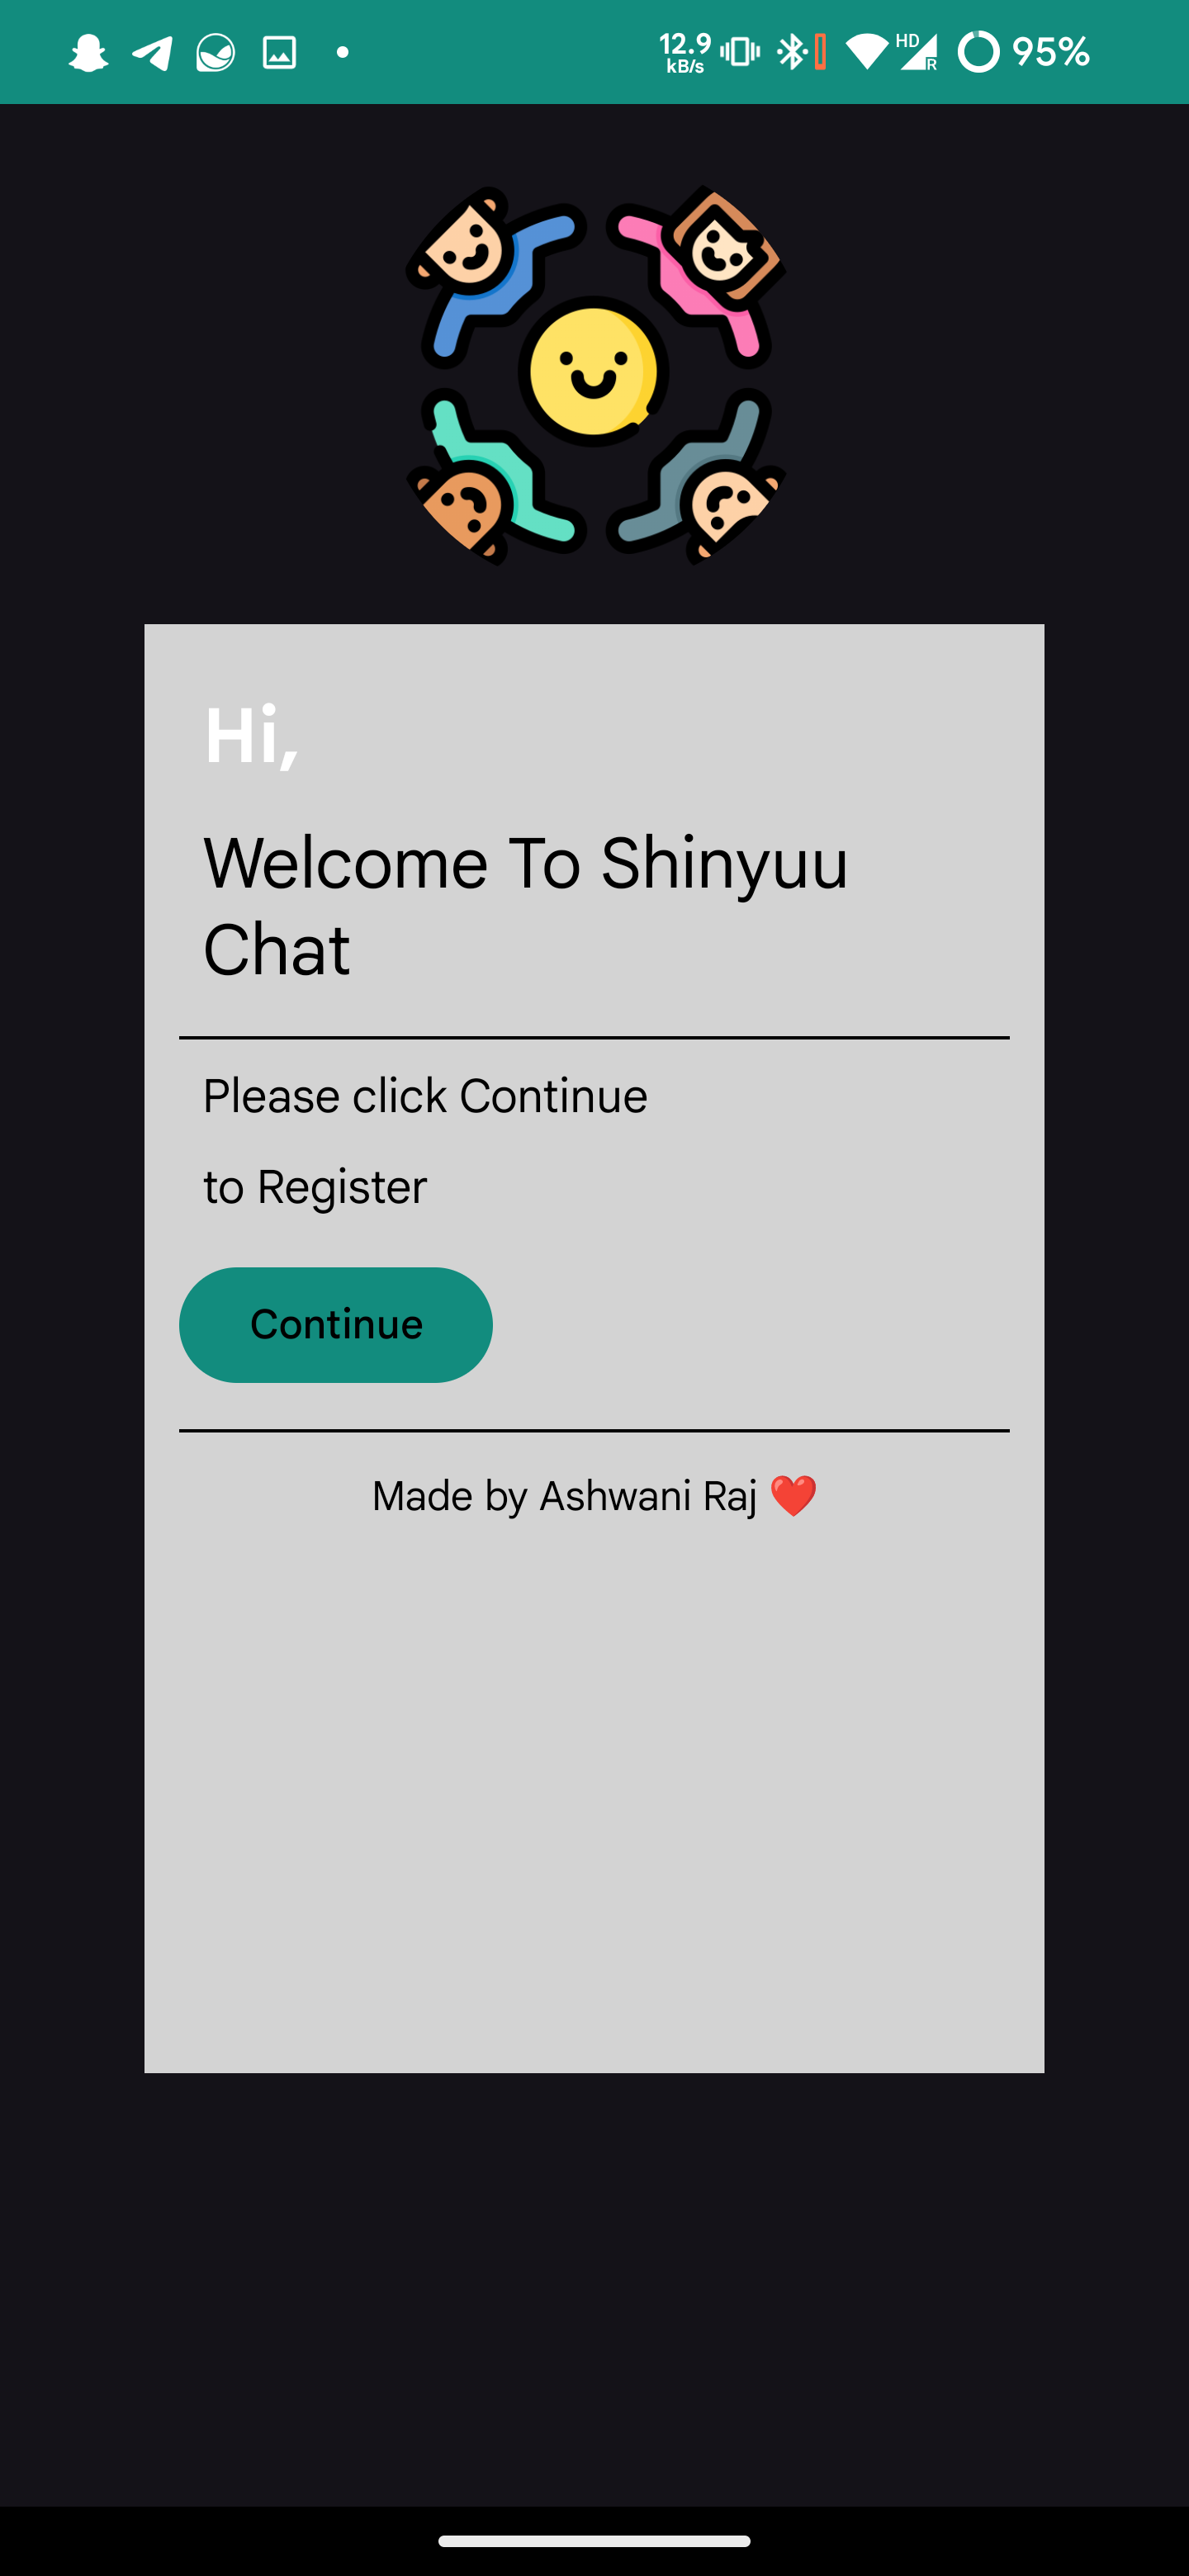 12.9
kB/s
HD
R
95%
Hi,
Welcome To Shinyuu
Chat
Please click Continue
to Register
Continue
Made by Ashwani Raj ❤️